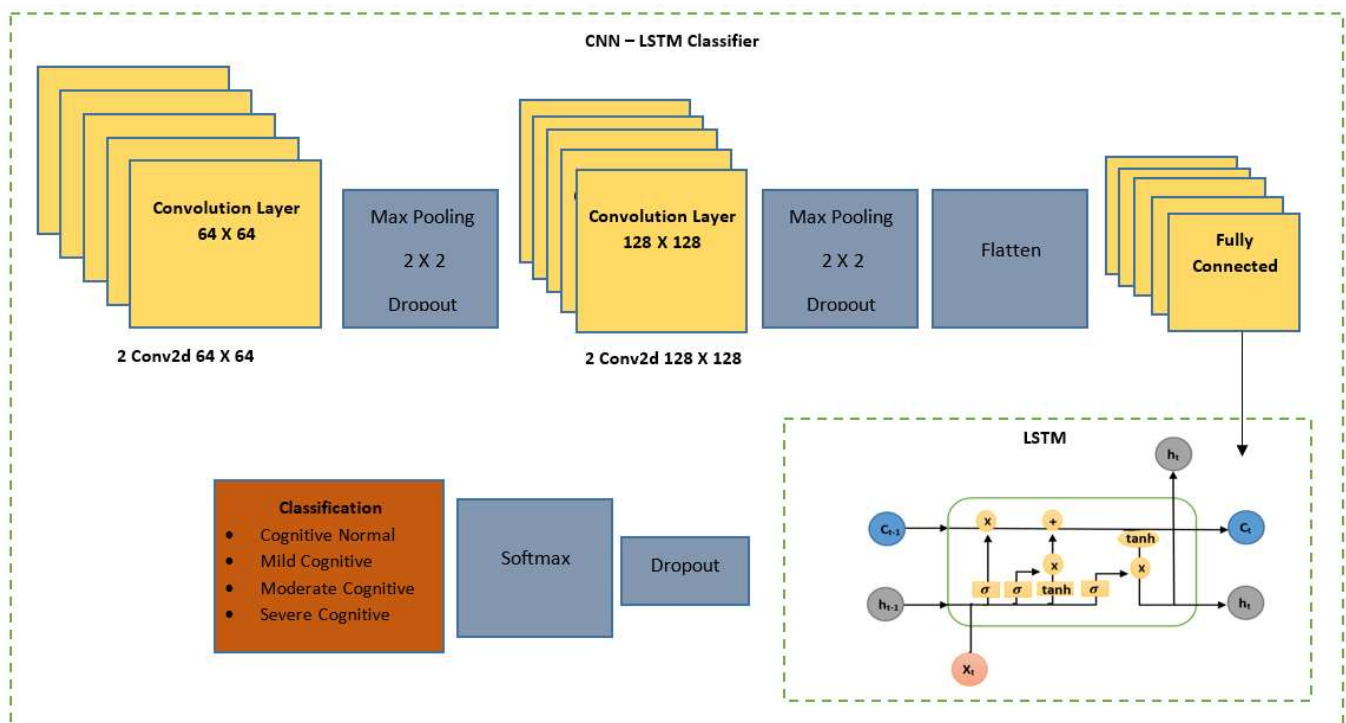 CNN – LSTM Classifier
Convolution Layer
64 X 64
2 Conv2d 64 X 64
Max Pooling
2 X 2
Dropout
Convolution Layer
128 X 128
2 Conv2d 128 X 128
Max Pooling
2 X 2
Dropout
Flatten
Fully
Connected
LSTM
hₜ
Cₜ₋₁
x
+
Cₜ
tanh
x
x
σ
σ
tanh
σ
hₜ₋₁
hₜ
Xₜ
Classification
• Cognitive Normal
• Mild Cognitive
• Moderate Cognitive
• Severe Cognitive
Softmax
Dropout